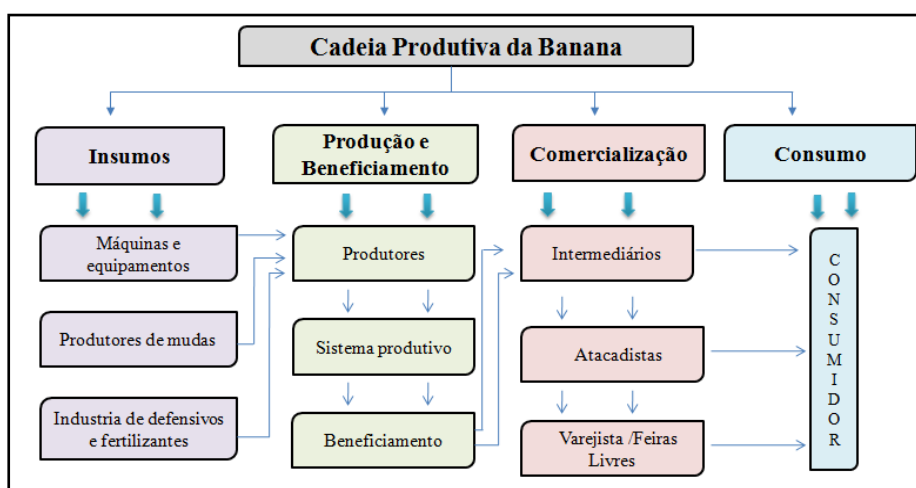 Cadeia Produtiva da Banana
Insumos
Produção e
Beneficiamento
Comercialização
Consumo
Máquinas e
equipamentos
Produtores
Intermediários
Produtores de mudas
Sistema produtivo
Atacadistas
Industria de defensivos
e fertilizantes
Beneficiamento
Varejista /Feiras
Livres
C
O
N
S
U
M
I
D
O
R